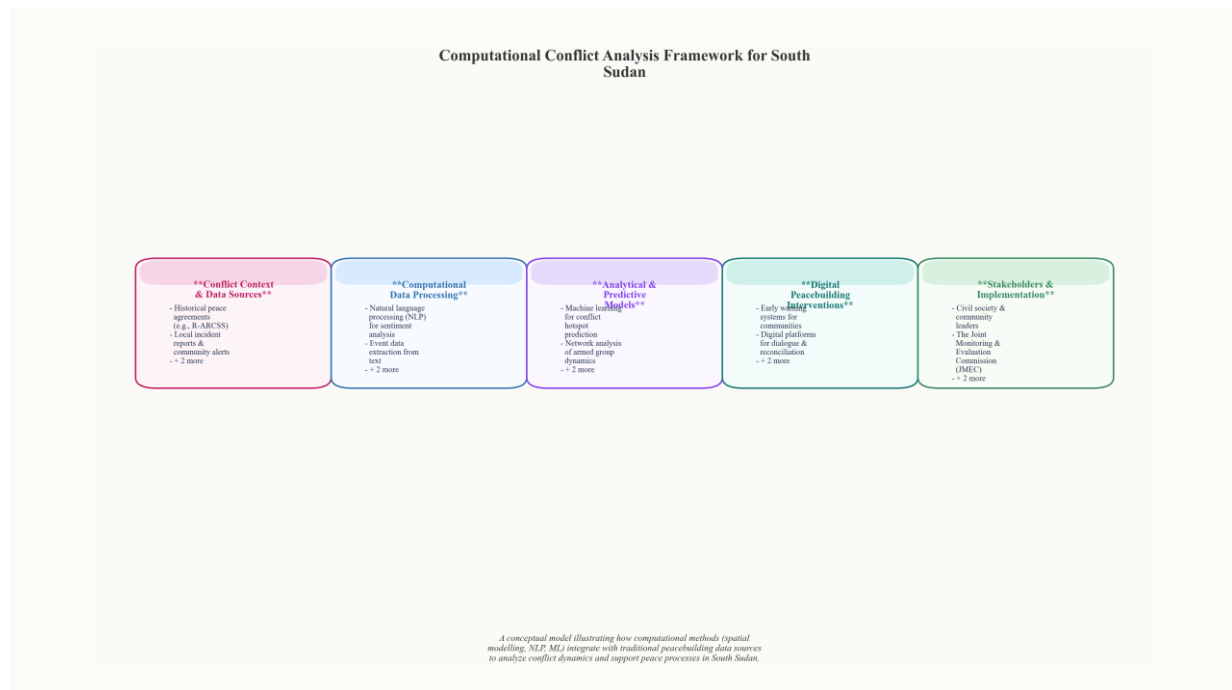 Computational Conflict Analysis Framework for South
Sudan
**Conflict Context
& Data Sources**
- Historical peace
agreements
(e.g., R-ARCSS)
- Local incident
reports &
community alerts
- + 2 more
**Computational
Data Processing**
- Natural language
processing (NLP)
for sentiment
analysis
- Event data
extraction from
text
- + 2 more
**Analytical &
Predictive
Models**
- Machine learning
for conflict
hotspot
prediction
- Network analysis
of armed group
dynamics
- + 2 more
**Digital
Peacebuilding
Interventions**
- Early warning
systems for
communities
- Digital platforms
for dialogue &
reconciliation
- + 2 more
**Stakeholders &
Implementation**
- Civil society &
community
leaders
- The Joint
Monitoring &
Evaluation
Commission
(JMEC)
- + 2 more
A conceptual model illustrating how computational methods (spatial
modelling, NLP, ML) integrate with traditional peacebuilding data sources
to analyze conflict dynamics and support peace processes in South Sudan.